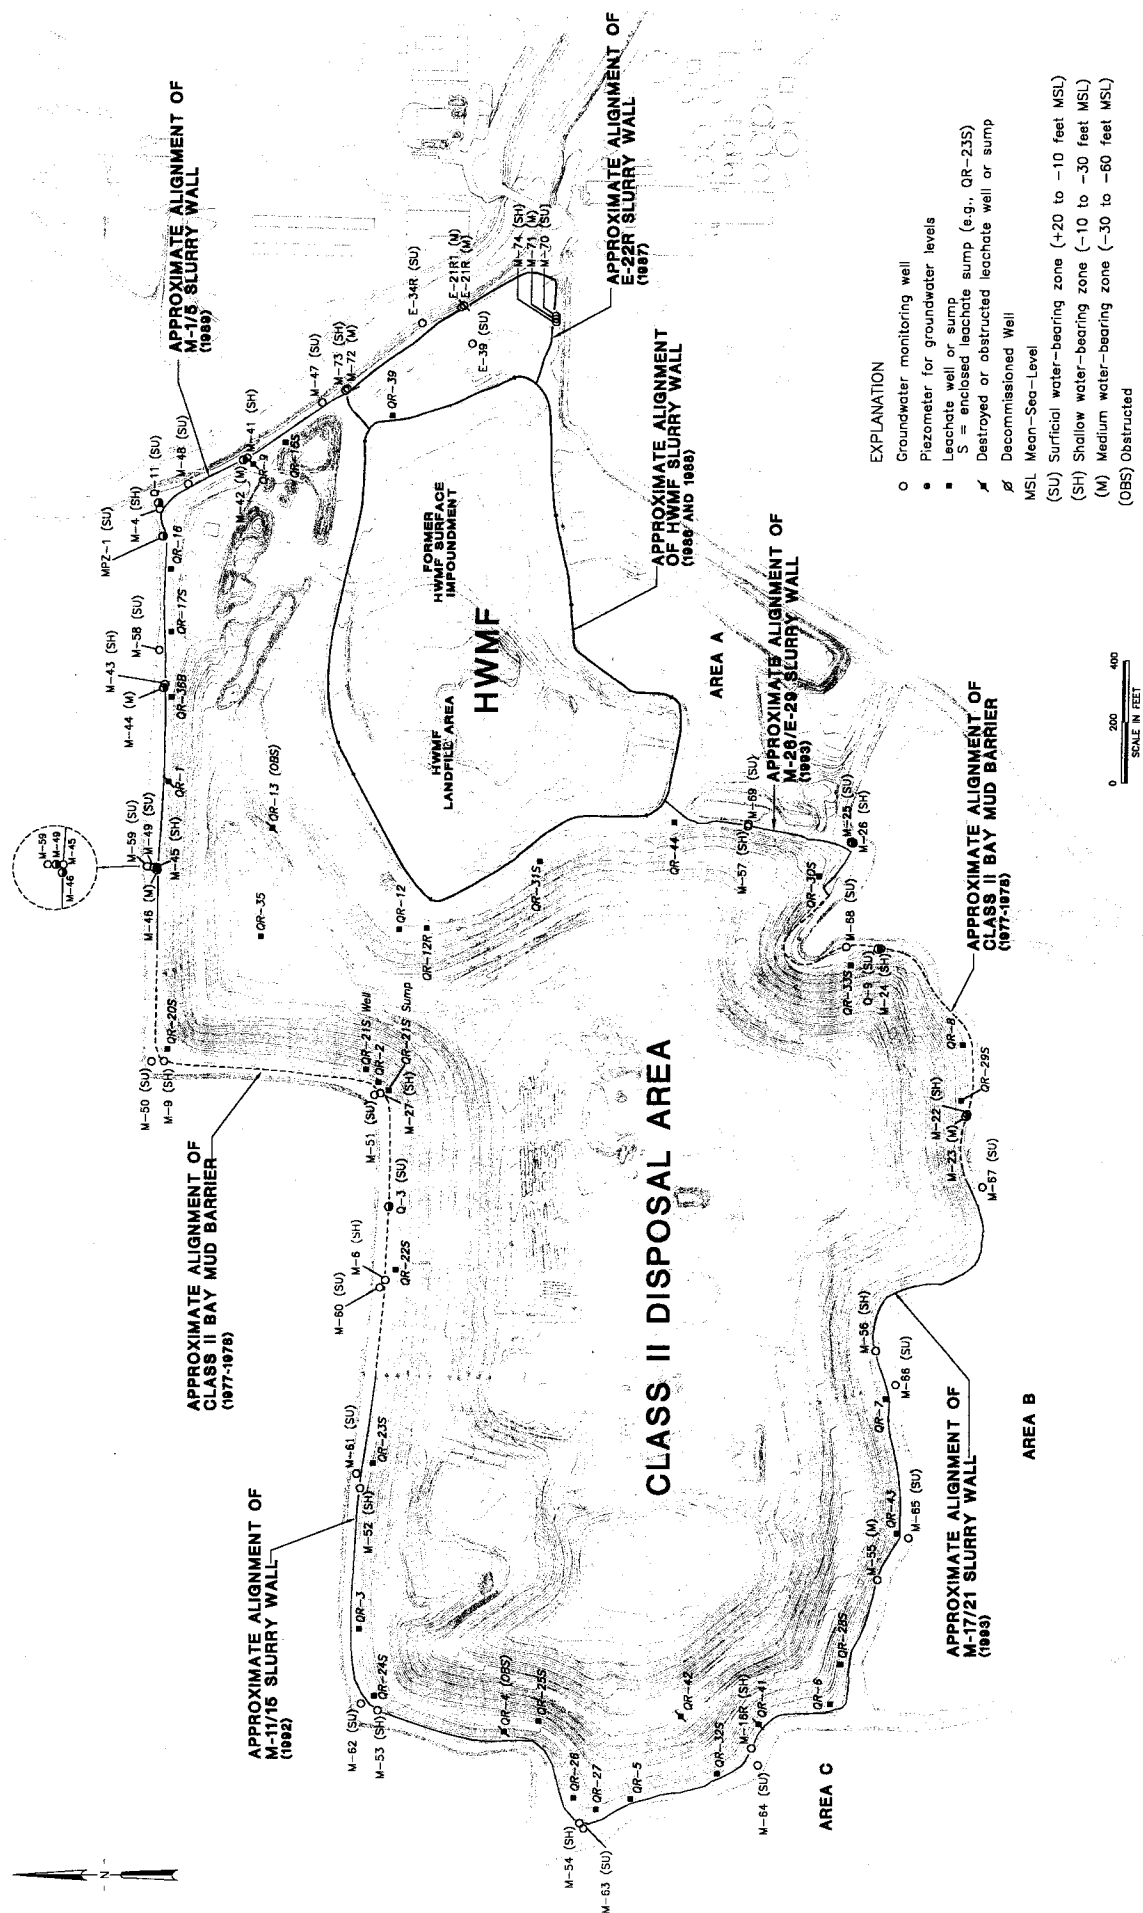 APPROXIMATE ALIGNMENT OF
M-1/5 SLURRY WALL
(1989)
MPZ-1 (SU)
M-4 (SH)
Q-11 (SU)
M-48 (SU)
M-42 (M)
M-41 (SH)
QR-16S
M-47 (SU)
M-73 (SH)
M-72 (M)
QR-39
E-34R (SU)
E-21R1 (M)
E-21R (M)
E-39 (SU)
M-74 (SH)
M-71 (M)
M-70 (SU)
APPROXIMATE ALIGNMENT OF
E-22R SLURRY WALL
(1987)
QR-16
QR-17S
M-58 (SU)
M-43 (SH)
M-44 (M)
QR-36B
QR-1
QR-13 (OBS)
M-59
M-49
M-45
M-46
M-59 (SU)
M-49 (SU)
M-45 (SH)
M-46 (M)
QR-35
QR-12
QR-12R
FORMER
HWMF SURFACE
IMPOUNDMENT
HWMF
HWMF
LANDFILL AREA
APPROXIMATE ALIGNMENT
OF HWMF SLURRY WALL
(1986 AND 1988)
AREA A
QR-31S
QR-44
M-57 (SH)
M-69 (SU)
APPROXIMATE ALIGNMENT OF
M-26/E-29 SLURRY WALL
(1993)
M-25 (SU)
M-26 (SH)
QR-30S
M-68 (SU)
QR-33S
Q-9 (SU)
M-24 (SH)
APPROXIMATE ALIGNMENT OF
CLASS II BAY MUD BARRIER
(1977-1978)
QR-8
QR-29S
M-22 (SH)
M-23 (M)
M-67 (SU)
M-50 (SU)
M-9 (SH)
QR-20S
QR-21S Well
QR-2
QR-21S Sump
M-27 (SH)
M-51 (SU)
APPROXIMATE ALIGNMENT OF
CLASS II BAY MUD BARRIER
(1977-1978)
Q-3 (SU)
M-6 (SH)
QR-22S
M-60 (SU)
CLASS II DISPOSAL AREA
M-61 (SU)
QR-23S
M-52 (SH)
APPROXIMATE ALIGNMENT OF
M-11/15 SLURRY WALL
(1992)
QR-3
QR-24S
M-62 (SU)
M-53 (SH)
QR-4 (OBS)
QR-25S
QR-26
QR-27
QR-5
M-54 (SH)
M-63 (SU)
QR-42
QR-32S
M-16R (SH)
QR-41
M-64 (SU)
AREA C
QR-6
QR-28S
M-55 (M)
QR-43
M-65 (SU)
QR-7
M-66 (SU)
M-56 (SH)
APPROXIMATE ALIGNMENT OF
M-17/21 SLURRY WALL
(1993)
AREA B
N
EXPLANATION
Groundwater monitoring well
Piezometer for groundwater levels
Leachate well or sump
S = enclosed leachate sump (e.g., QR-23S)
Destroyed or obstructed leachate well or sump
Decommissioned Well
MSL Mean-Sea-Level
(SU) Surficial water-bearing zone (+20 to -10 feet MSL)
(SH) Shallow water-bearing zone (-10 to -30 feet MSL)
(M) Medium water-bearing zone (-30 to -60 feet MSL)
(OBS) Obstructed
0 200 400
SCALE IN FEET